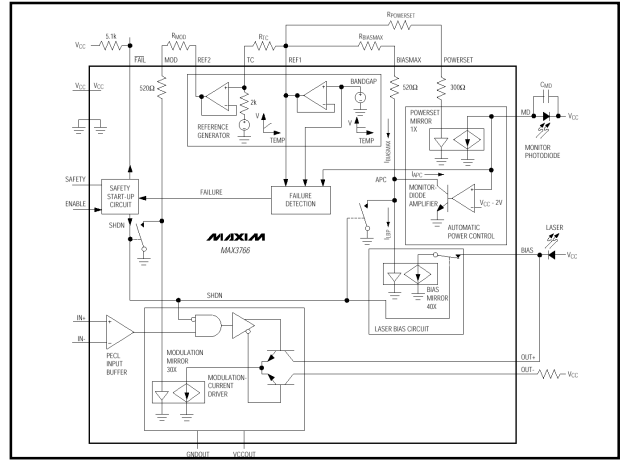 RPOWERSET
VCC
5.1k
RMOD
RTC
RBIASMAX
FAIL
MOD
REF2
TC
REF1
BIASMAX
POWERSET
520Ω
520Ω
300Ω
CMD
VCC
VCC
BANDGAP
2k
MD
VCC
POWERSET
MIRROR
1X
MONITOR
PHOTODIODE
REFERENCE
GENERATOR
V
TEMP
V
TEMP
IBIASMAX
IAPC
APC
SAFETY
SAFETY
START-UP
CIRCUIT
FAILURE
FAILURE
DETECTION
MONITOR-
DIODE
AMPLIFIER
VCC - 2V
ENABLE
AUTOMATIC
POWER CONTROL
SHDN
MAXIM
MAX3766
ILBP
LASER
BIAS
VCC
BIAS
MIRROR
40X
SHDN
LASER BIAS CIRCUIT
IN+
IN-
PECL
INPUT
BUFFER
MODULATION
MIRROR
30X
MODULATION-
CURRENT
DRIVER
OUT+
OUT-
VCC
GNDOUT
VCCOUT